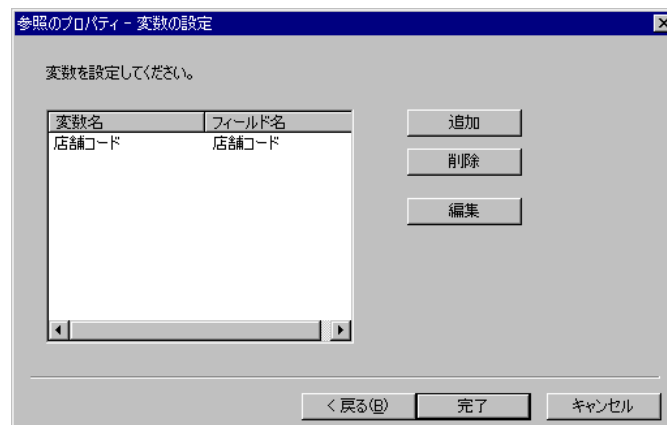 参照のプロパティ - 変数の設定
変数を設定してください。
変数名 フィールド名
店舗コード 店舗コード
追加
削除
編集
< 戻る(B) 完了 キャンセル